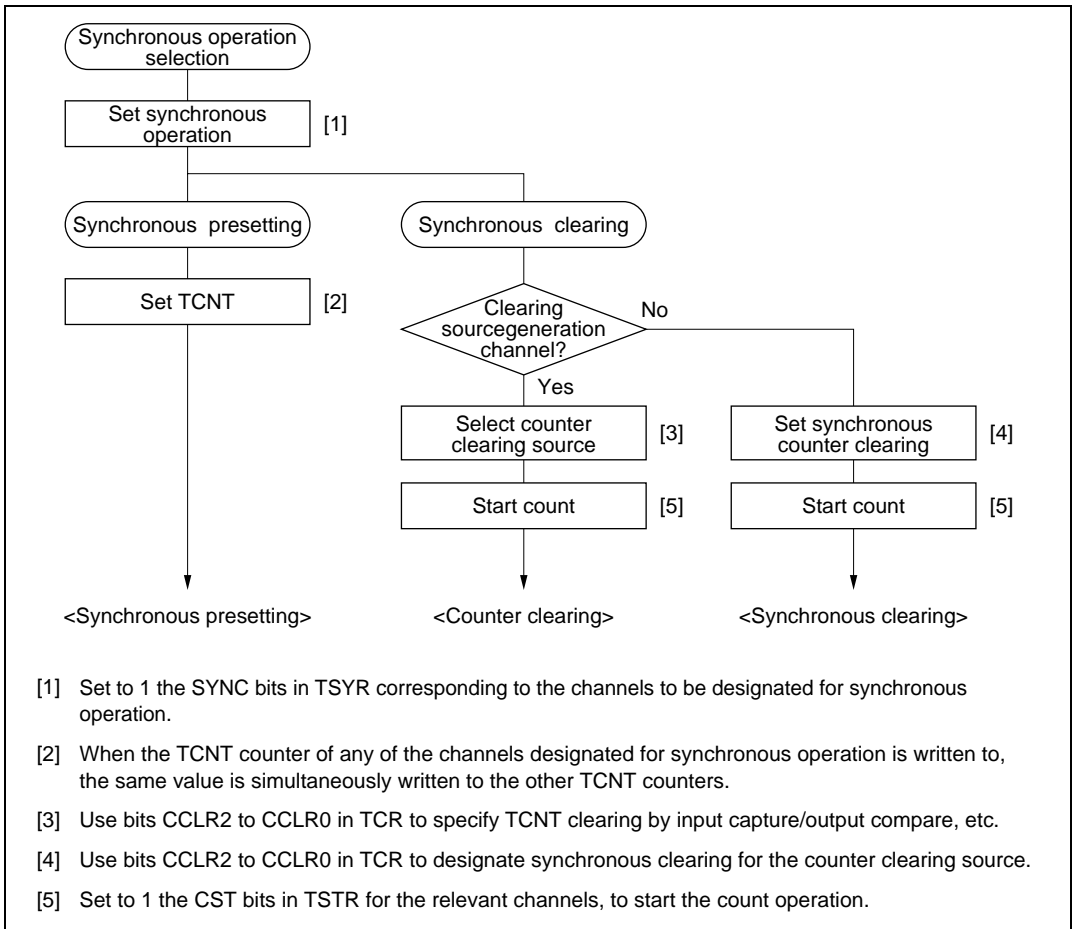 Synchronous operation
selection
Set synchronous
operation
[1]
Synchronous presetting
Synchronous clearing
Set TCNT
[2]
Clearing
sourcegeneration
channel?
No
Yes
Select counter
clearing source
[3]
Set synchronous
counter clearing
[4]
Start count
[5]
Start count
[5]
<Synchronous presetting>
<Counter clearing>
<Synchronous clearing>
[1] Set to 1 the SYNC bits in TSYR corresponding to the channels to be designated for synchronous
operation.
[2] When the TCNT counter of any of the channels designated for synchronous operation is written to,
the same value is simultaneously written to the other TCNT counters.
[3] Use bits CCLR2 to CCLR0 in TCR to specify TCNT clearing by input capture/output compare, etc.
[4] Use bits CCLR2 to CCLR0 in TCR to designate synchronous clearing for the counter clearing source.
[5] Set to 1 the CST bits in TSTR for the relevant channels, to start the count operation.